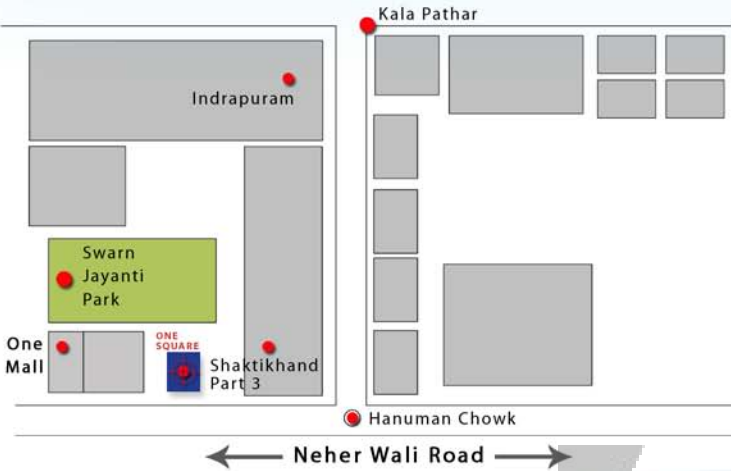 Kala Pathar
Indrapuram
Swarn
Jayanti
Park
One
Mall
ONE
SQUARE
Shaktikhand
Part 3
Hanuman Chowk
Neher Wali Road